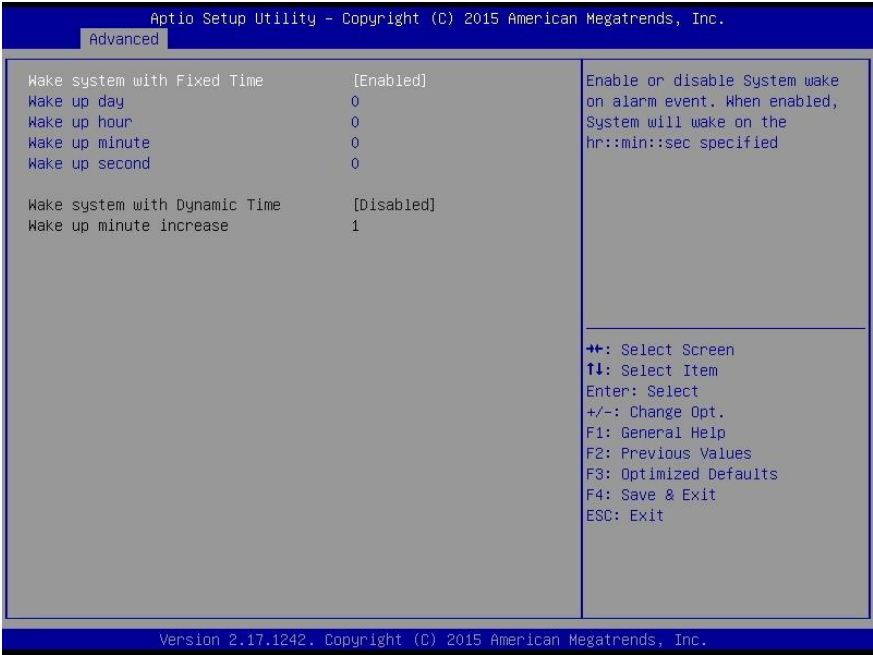 Aptio Setup Utility – Copyright (C) 2015 American Megatrends, Inc.
Advanced
Wake system with Fixed Time [Enabled]
Wake up day 0
Wake up hour 0
Wake up minute 0
Wake up second 0
Wake system with Dynamic Time [Disabled]
Wake up minute increase 1
Enable or disable System wake
on alarm event. When enabled,
System will wake on the
hr::min::sec specified
→←: Select Screen
↑↓: Select Item
Enter: Select
+/-: Change Opt.
F1: General Help
F2: Previous Values
F3: Optimized Defaults
F4: Save & Exit
ESC: Exit
Version 2.17.1242. Copyright (C) 2015 American Megatrends, Inc.